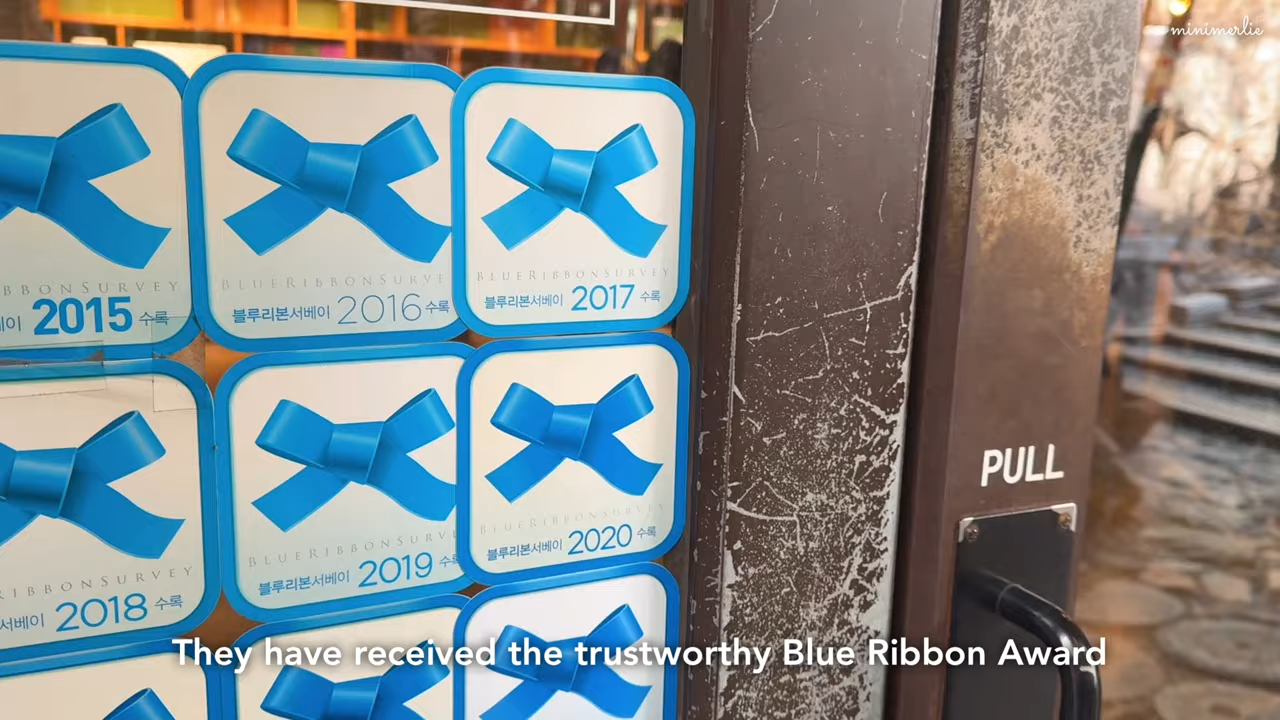 minimerlie
BLUERIBBONSURVEY
2015 수록
블루리본서베이 2016 수록
BLUERIBBONSURVEY
블루리본서베이 2017 수록
RIBBONSURVEY
2018 수록
BLUERIBBONSURV
블루리본서베이 2019
BLUERIBBONSURVEY
블루리본서베이 2020 수록
PULL
They have received the trustworthy Blue Ribbon Award